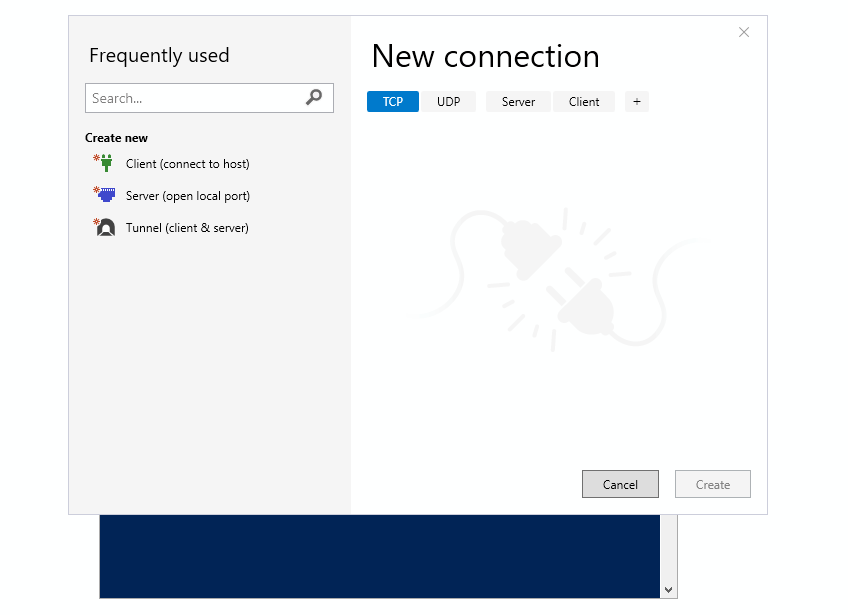 Frequently used
Search...
Create new
Client (connect to host)
Server (open local port)
Tunnel (client & server)
New connection
TCP UDP Server Client +
Cancel Create